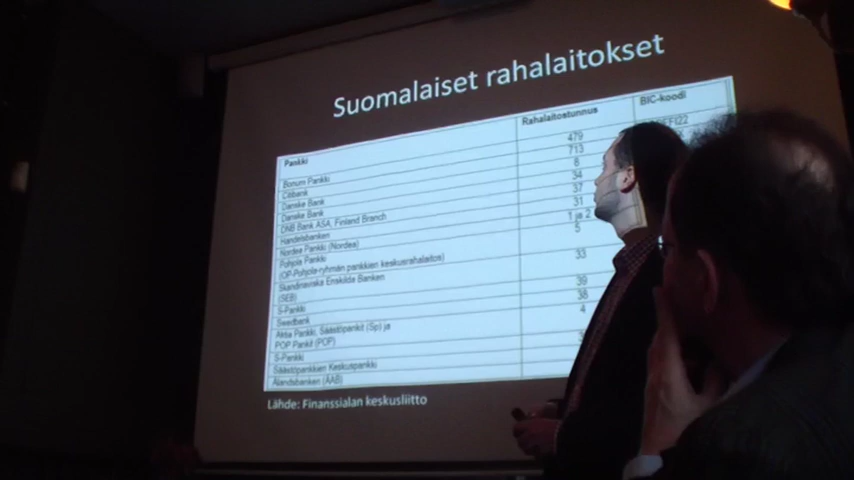 Suomalaiset rahalaitokset
Pankki Rahalaitostunnus BIC-koodi
Bonum Pankki 479
Citibank 713
Danske Bank 8
Danske Bank 34
DNB Bank ASA, Finland Branch 37
Handelsbanken 31
Nordea Pankki (Nordea) 1 ja 2
Pohjola Pankki 5
(OP-Pohjola-ryhmän pankkien keskusrahalaitos)
Skandinaviska Enskilda Banken 33
(SEB)
S-Pankki 39
Swedbank 38
Aktia Pankki, Säästöpankit (Sp) ja 4
POP Pankit (POP)
S-Pankki
Säästöpankkien Keskuspankki
Ålandsbanken (ÅAB)
Lähde: Finanssialan keskusliitto